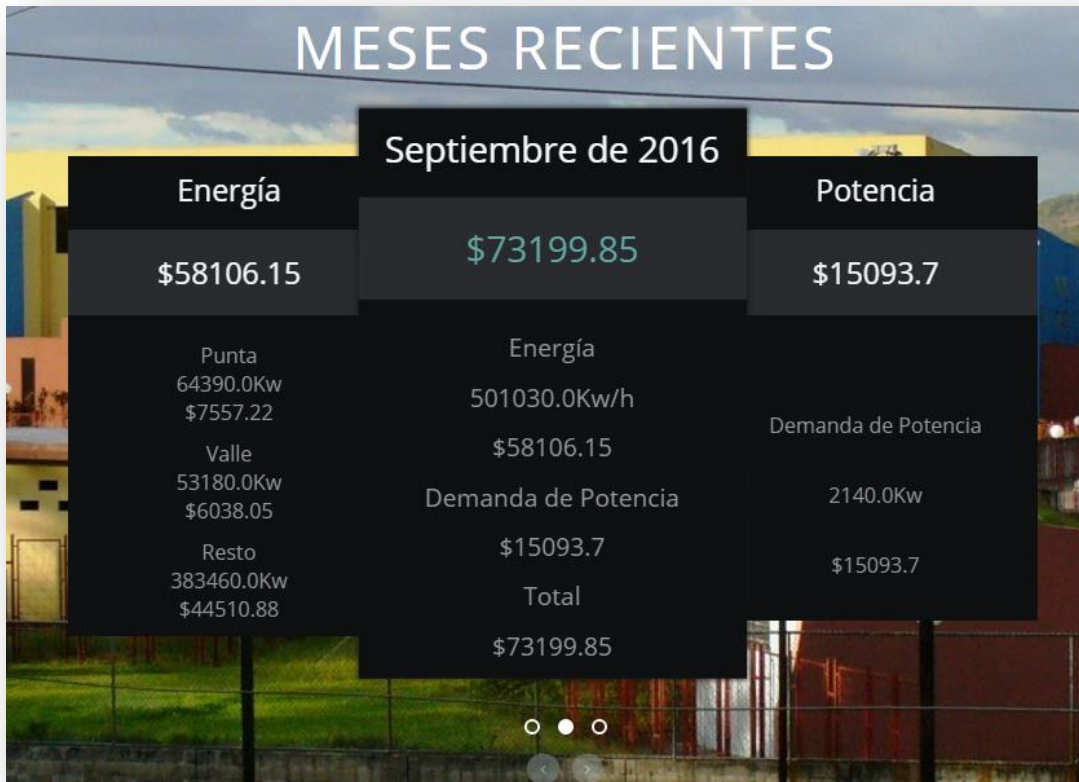 MESES RECIENTES
Energía
$58106.15
Punta
64390.0Kw
$7557.22
Valle
53180.0Kw
$6038.05
Resto
383460.0Kw
$44510.88
Septiembre de 2016
$73199.85
Energía
501030.0Kw/h
$58106.15
Demanda de Potencia
$15093.7
Total
$73199.85
Potencia
$15093.7
Demanda de Potencia
2140.0Kw
$15093.7